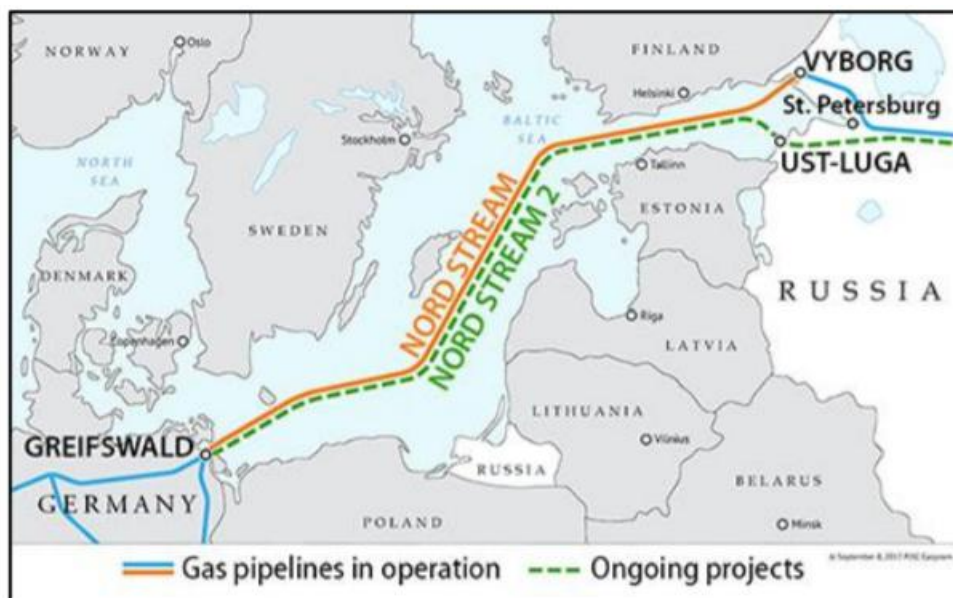 NORWAY
Oslo
FINLAND
VYBORG
Helsinki
St. Petersburg
Stockholm
BALTIC
SEA
NORTH
SEA
UST-LUGA
Tallinn
ESTONIA
SWEDEN
NORD STREAM
NORD STREAM 2
DENMARK
RUSSIA
Copenhagen
Riga
LATVIA
LITHUANIA
GREIFSWALD
Vilnius
RUSSIA
BELARUS
GERMANY
POLAND
Minsk
Gas pipelines in operation
Ongoing projects